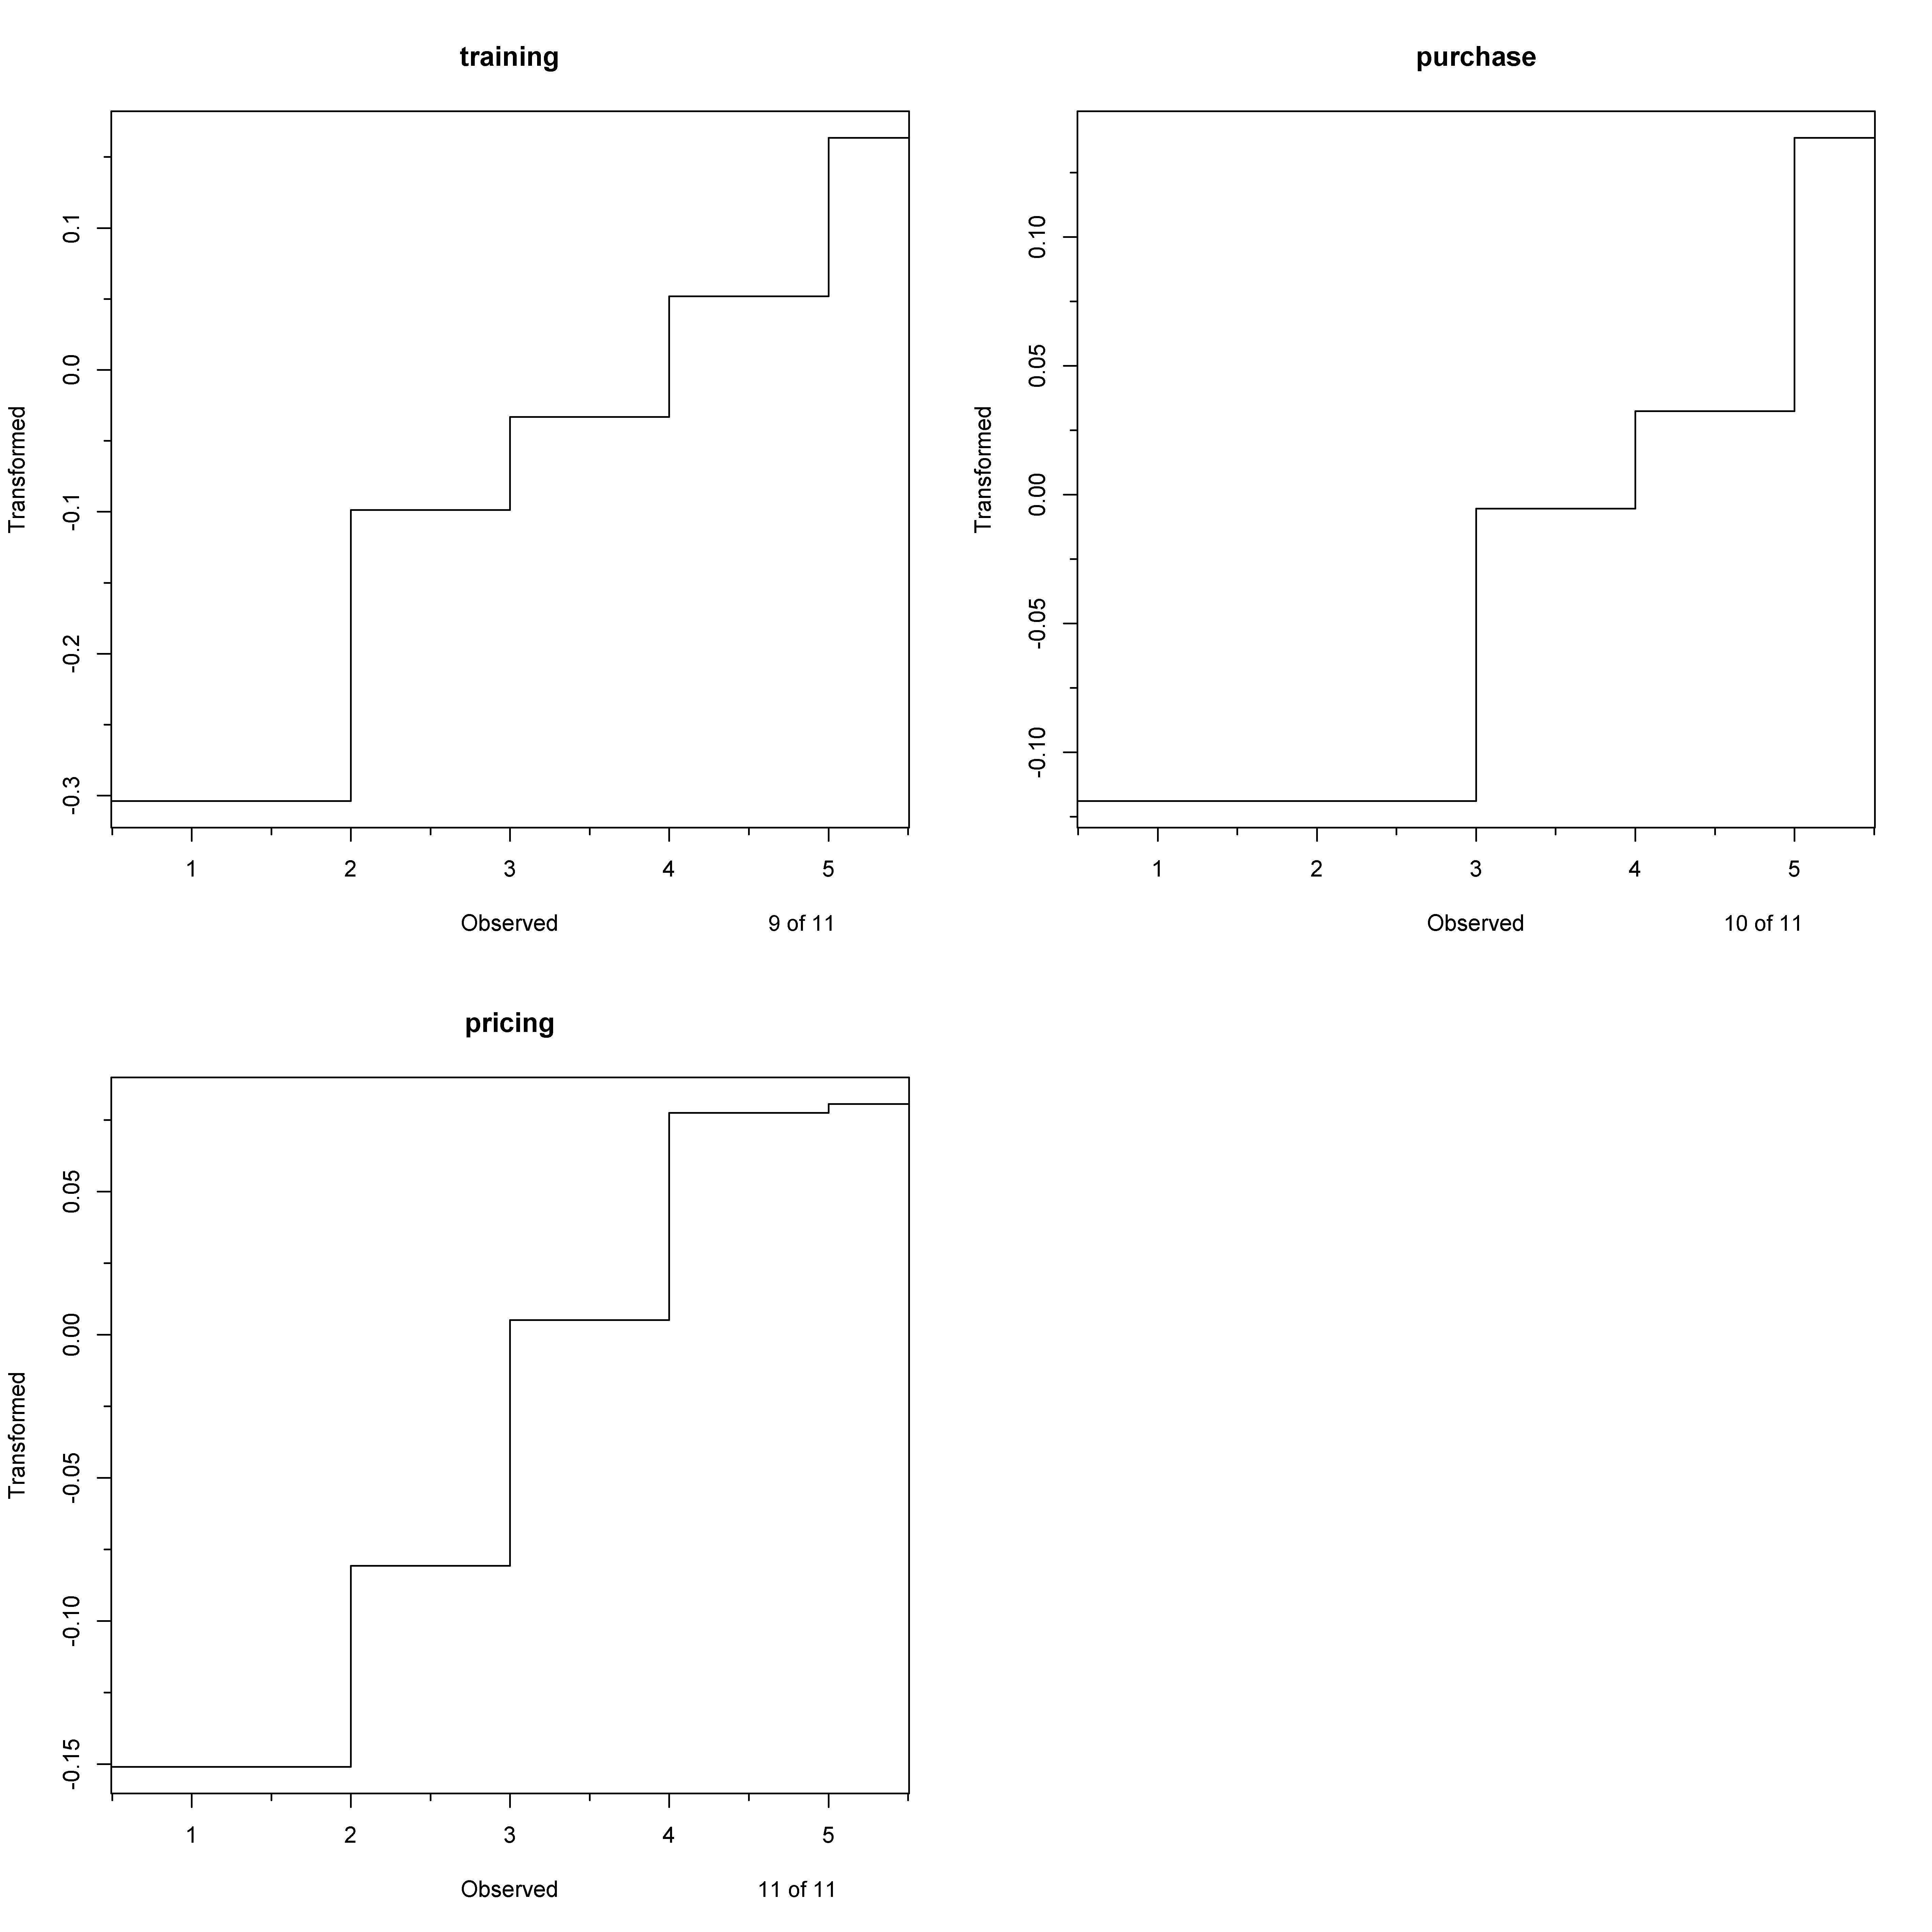 training
Transformed
0.1
0.0
-0.1
-0.2
-0.3
1 2 3 4 5
Observed 9 of 11
purchase
Transformed
0.10
0.05
0.00
-0.05
-0.10
1 2 3 4 5
Observed 10 of 11
pricing
Transformed
0.05
0.00
-0.05
-0.10
-0.15
1 2 3 4 5
Observed 11 of 11